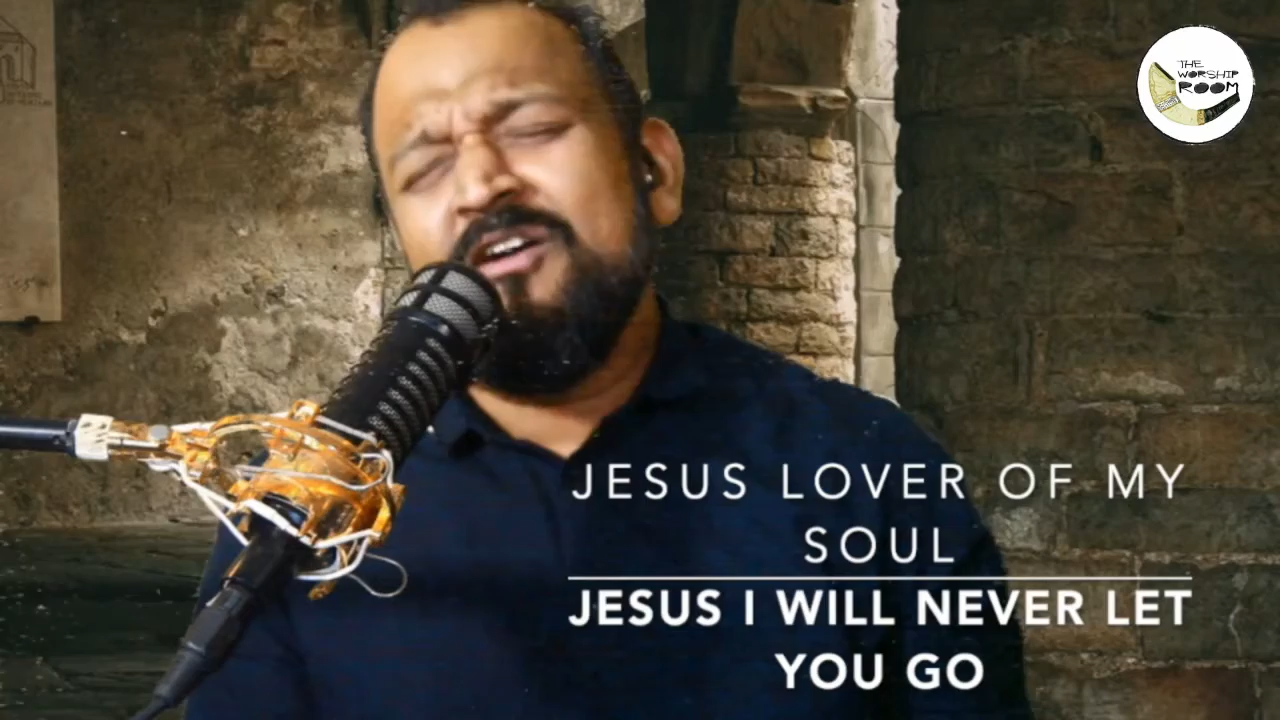 THE
WORSHIP
ROOM
JESUS LOVER OF MY
SOUL
JESUS I WILL NEVER LET
YOU GO